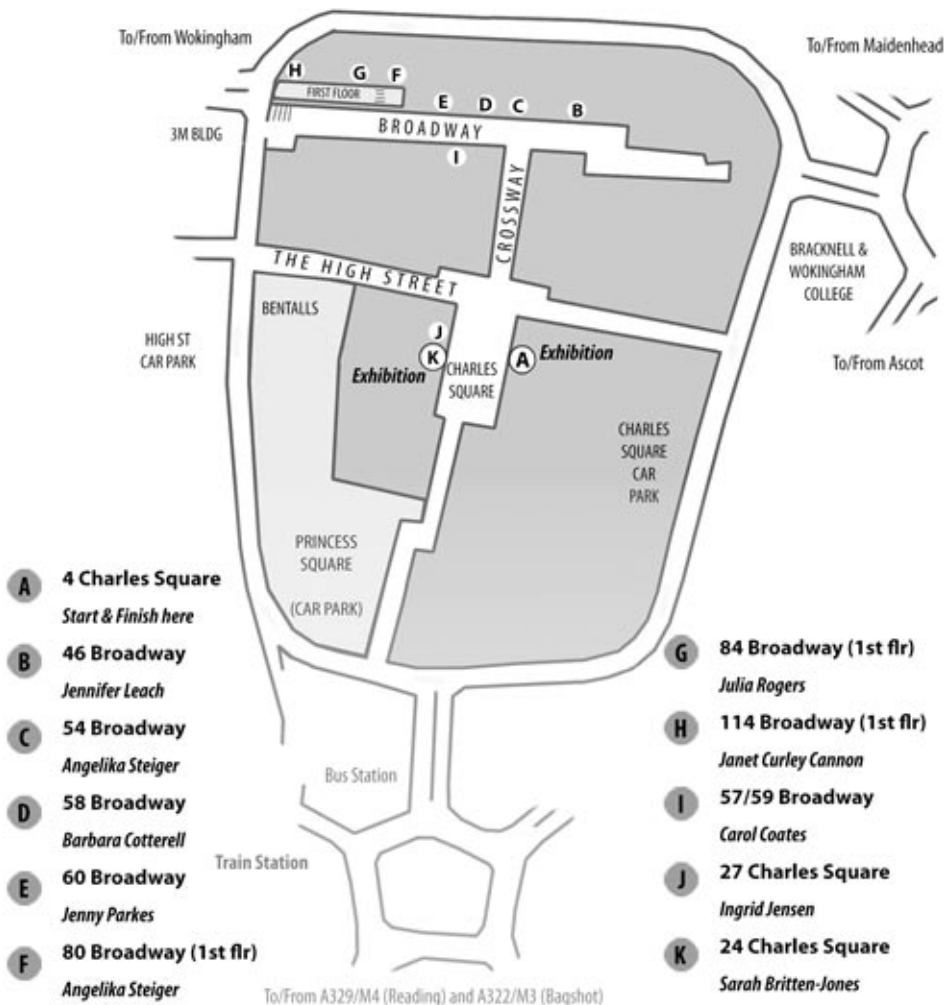 To/From Wokingham
To/From Maidenhead
H
G
F
FIRST FLOOR
E
D
C
B
3M BLDG
BROADWAY
I
CROSSWAY
THE HIGH STREET
BRACKNELL &
WOKINGHAM
COLLEGE
BENTALLS
HIGH ST
CAR PARK
J
K
Exhibition
CHARLES
SQUARE
A
Exhibition
To/From Ascot
CHARLES
SQUARE
CAR
PARK
PRINCESS
SQUARE
(CAR PARK)
A 4 Charles Square
Start & Finish here
B 46 Broadway
Jennifer Leach
C 54 Broadway
Angelika Steiger
D 58 Broadway
Barbara Cotterell
E 60 Broadway
Jenny Parkes
F 80 Broadway (1st flr)
Angelika Steiger
Bus Station
Train Station
To/From A329/M4 (Reading) and A322/M3 (Bagshot)
G 84 Broadway (1st flr)
Julia Rogers
H 114 Broadway (1st flr)
Janet Curley Cannon
I 57/59 Broadway
Carol Coates
J 27 Charles Square
Ingrid Jensen
K 24 Charles Square
Sarah Britten-Jones